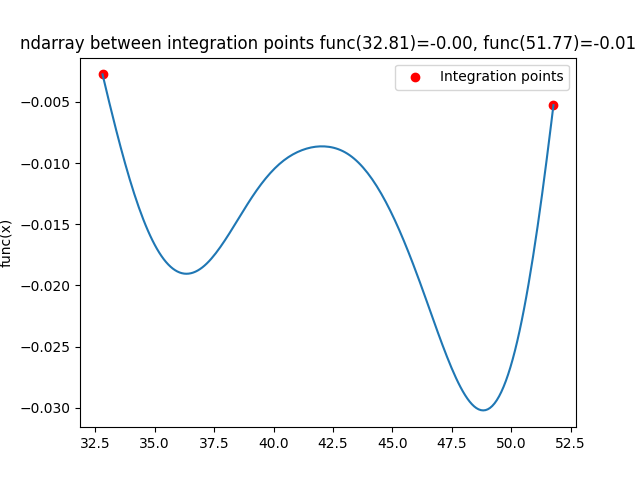 ndarray between integration points func(32.81)=-0.00, func(51.77)=-0.01
Integration points
func(x)
−0.005
−0.010
−0.015
−0.020
−0.025
−0.030
32.5 35.0 37.5 40.0 42.5 45.0 47.5 50.0 52.5